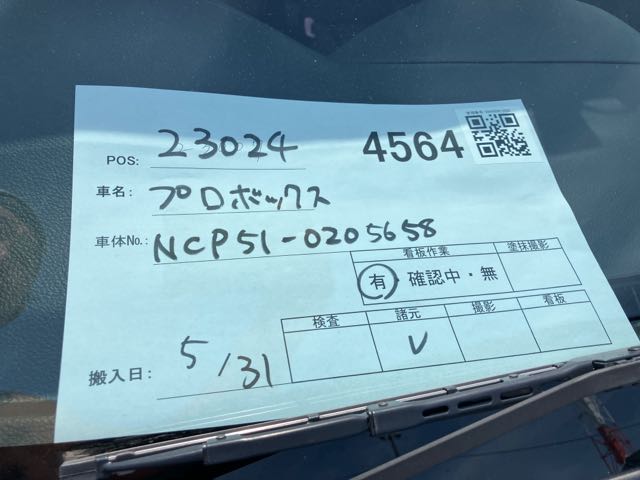 POS: 23024 4564
車名: プロボックス
車体No.: NCP51-0205658
看板作業 塗抹撮影
有・確認中・無
検査 諸元 撮影 看板
搬入日: 5/31 レ